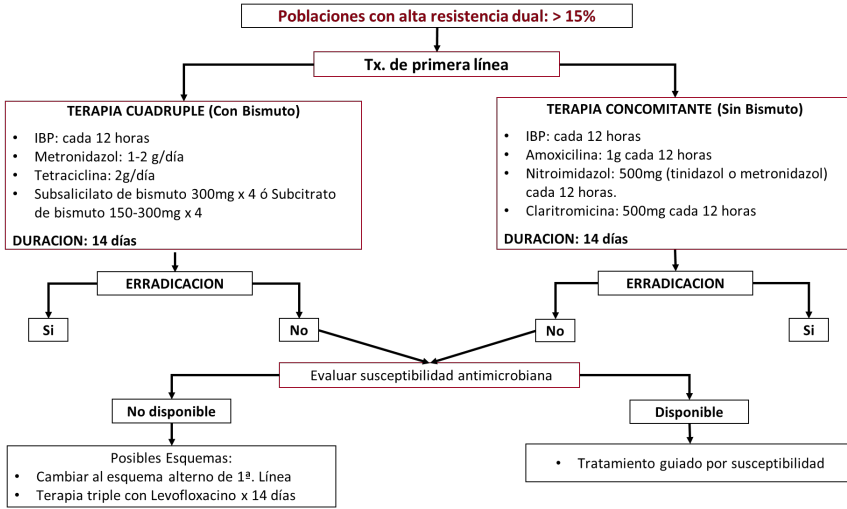 Poblaciones con alta resistencia dual: > 15%
Tx. de primera línea
TERAPIA CUADRUPLE (Con Bismuto)
• IBP: cada 12 horas
• Metronidazol: 1-2 g/día
• Tetraciclina: 2g/día
• Subsalicilato de bismuto 300mg x 4 ó Subcitrato
de bismuto 150-300mg x 4
DURACION: 14 días
TERAPIA CONCOMITANTE (Sin Bismuto)
• IBP: cada 12 horas
• Amoxicilina: 1g cada 12 horas
• Nitroimidazol: 500mg (tinidazol o metronidazol)
cada 12 horas.
• Claritromicina: 500mg cada 12 horas
DURACION: 14 días
ERRADICACION
ERRADICACION
Si
No
No
Si
Evaluar susceptibilidad antimicrobiana
No disponible
Disponible
Posibles Esquemas:
• Cambiar al esquema alterno de 1ª. Línea
• Terapia triple con Levofloxacino x 14 días
• Tratamiento guiado por susceptibilidad